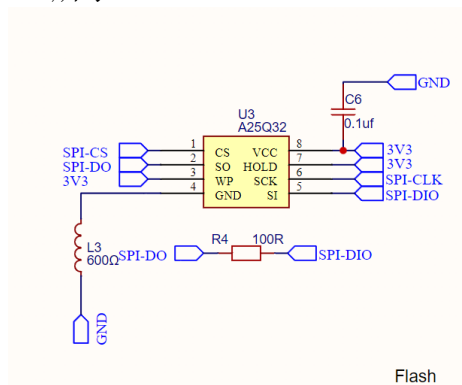 GND
C6
0.1uf
U3
A25Q32
SPI-CS 1 CS VCC 8 3V3
SPI-DO 2 SO HOLD 7 3V3
3V3 3 WP SCK 6 SPI-CLK
4 GND SI 5 SPI-DIO
L3
600Ω
SPI-DO R4 100R SPI-DIO
GND
Flash